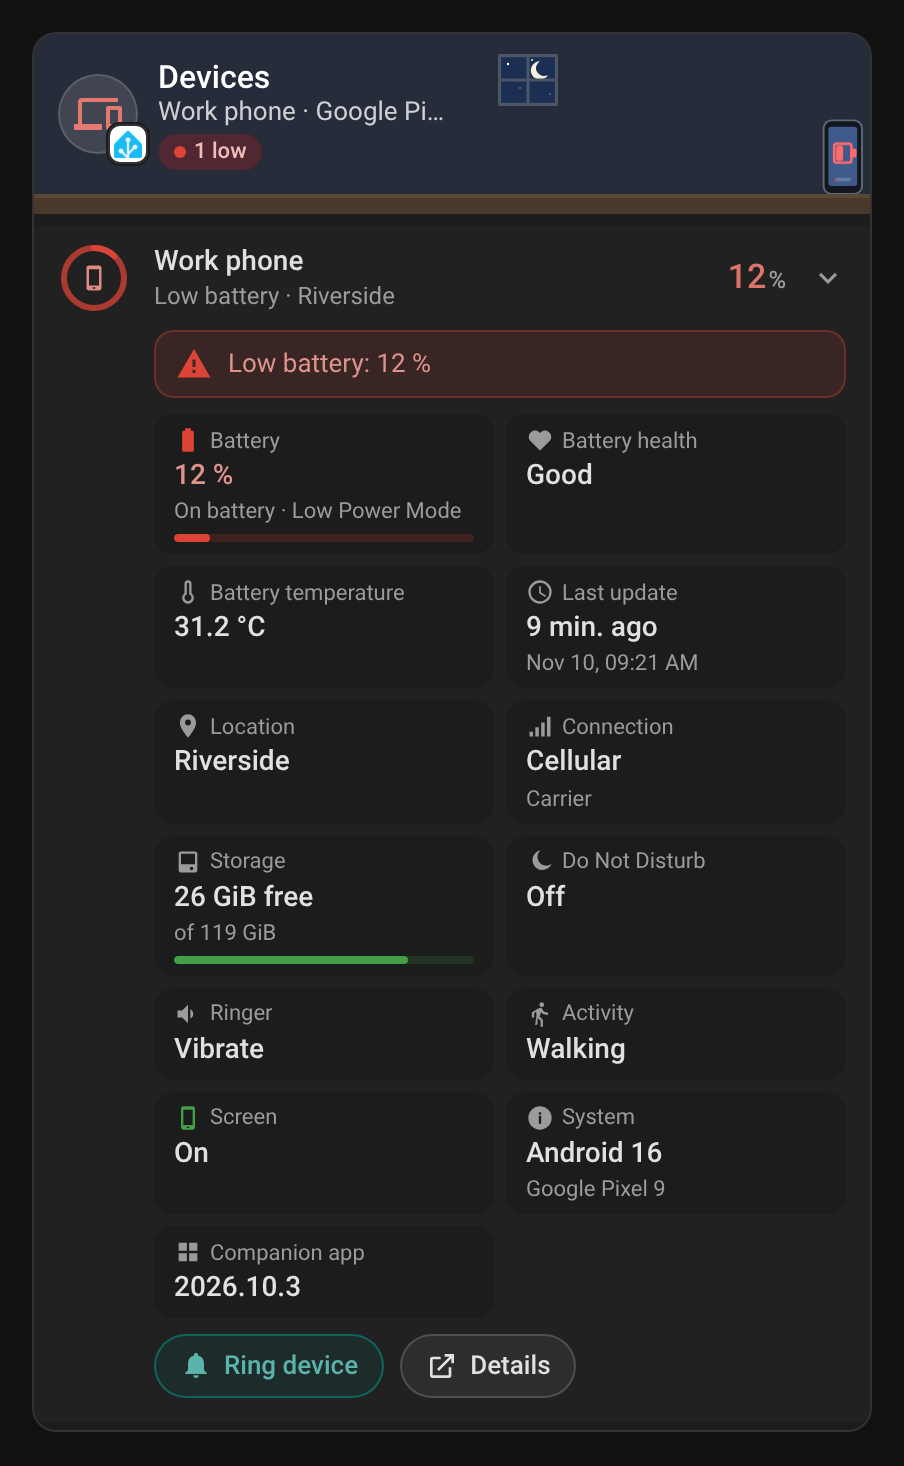 Devices
Work phone · Google Pi...
1 low
Work phone
Low battery · Riverside
12%
Low battery: 12 %
Battery
12 %
On battery · Low Power Mode
Battery health
Good
Battery temperature
31.2 °C
Last update
9 min. ago
Nov 10, 09:21 AM
Location
Riverside
Connection
Cellular
Carrier
Storage
26 GiB free
of 119 GiB
Do Not Disturb
Off
Ringer
Vibrate
Activity
Walking
Screen
On
System
Android 16
Google Pixel 9
Companion app
2026.10.3
Ring device
Details